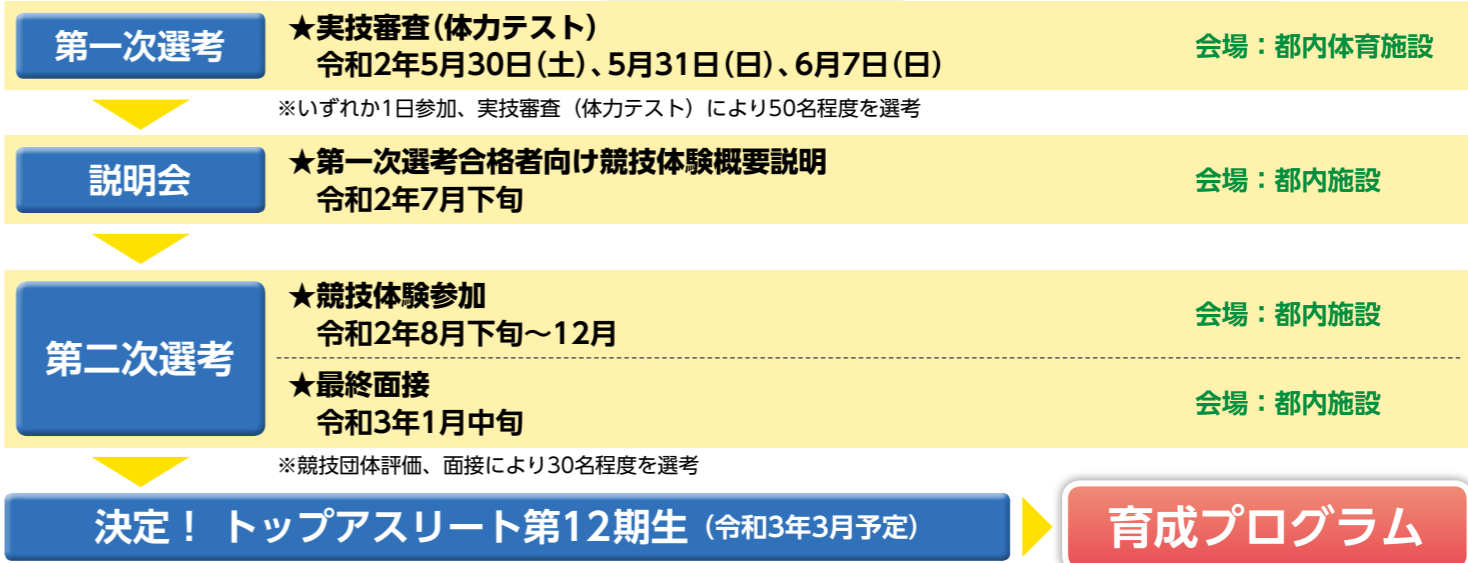 第一次選考
★実技審査(体力テスト)
令和2年5月30日(土)、5月31日(日)、6月7日(日)
会場：都内体育施設
※いずれか1日参加、実技審査（体力テスト）により50名程度を選考
説明会
★第一次選考合格者向け競技体験概要説明
令和2年7月下旬
会場：都内施設
第二次選考
★競技体験参加
令和2年8月下旬～12月
会場：都内施設
★最終面接
令和3年1月中旬
会場：都内施設
※競技団体評価、面接により30名程度を選考
決定！ トップアスリート第12期生（令和3年3月予定）
育成プログラム